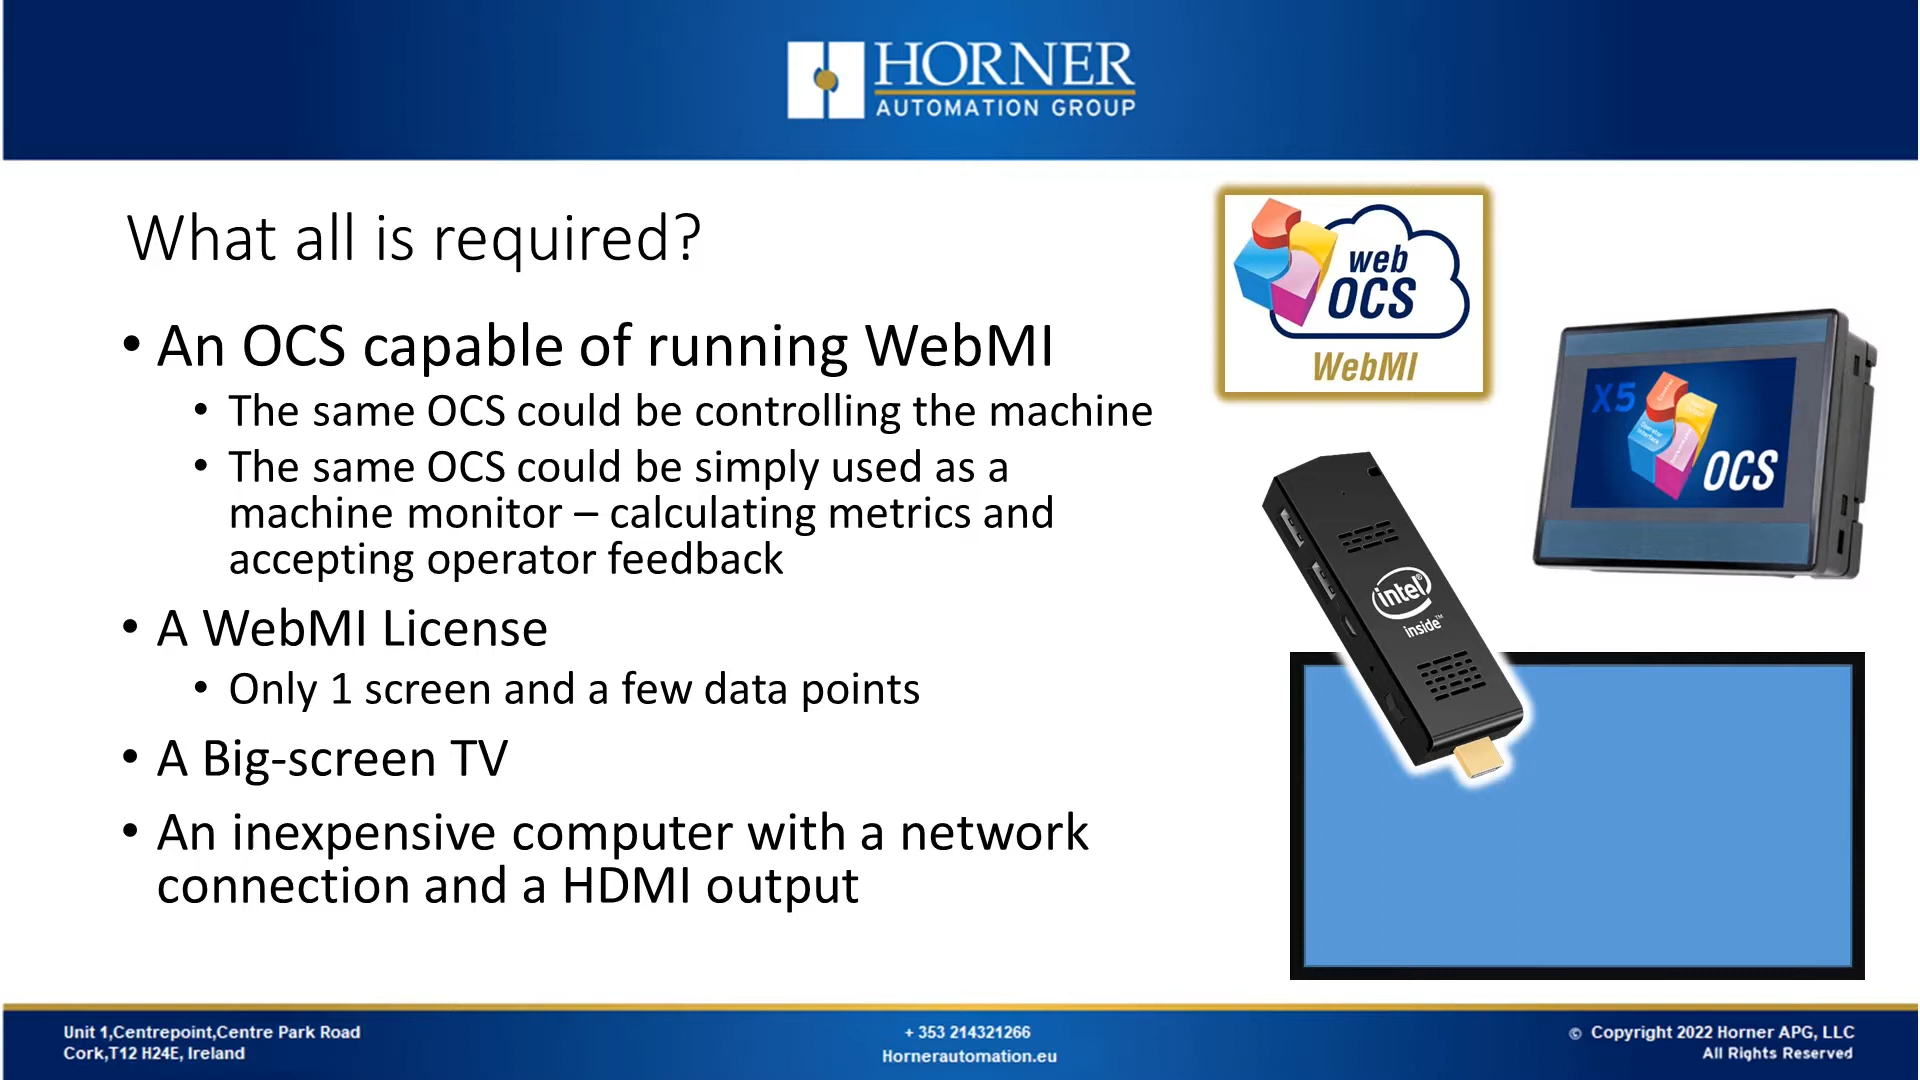 HORNER
AUTOMATION GROUP
What all is required?
• An OCS capable of running WebMI
• The same OCS could be controlling the machine
• The same OCS could be simply used as a
machine monitor – calculating metrics and
accepting operator feedback
• A WebMI License
• Only 1 screen and a few data points
• A Big-screen TV
• An inexpensive computer with a network
connection and a HDMI output
web
OCS
WebMI
X5
OCS
intel®
inside™
Unit 1,Centrepoint,Centre Park Road
Cork,T12 H24E, Ireland
+ 353 214321266
Hornerautomation.eu
© Copyright 2022 Horner APG, LLC
All Rights Reserved